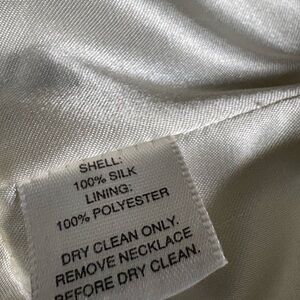 SHELL:
100% SILK
LINING:
100% POLYESTER
DRY CLEAN ONLY.
REMOVE NECKLACE
BEFORE DRY CLEAN.